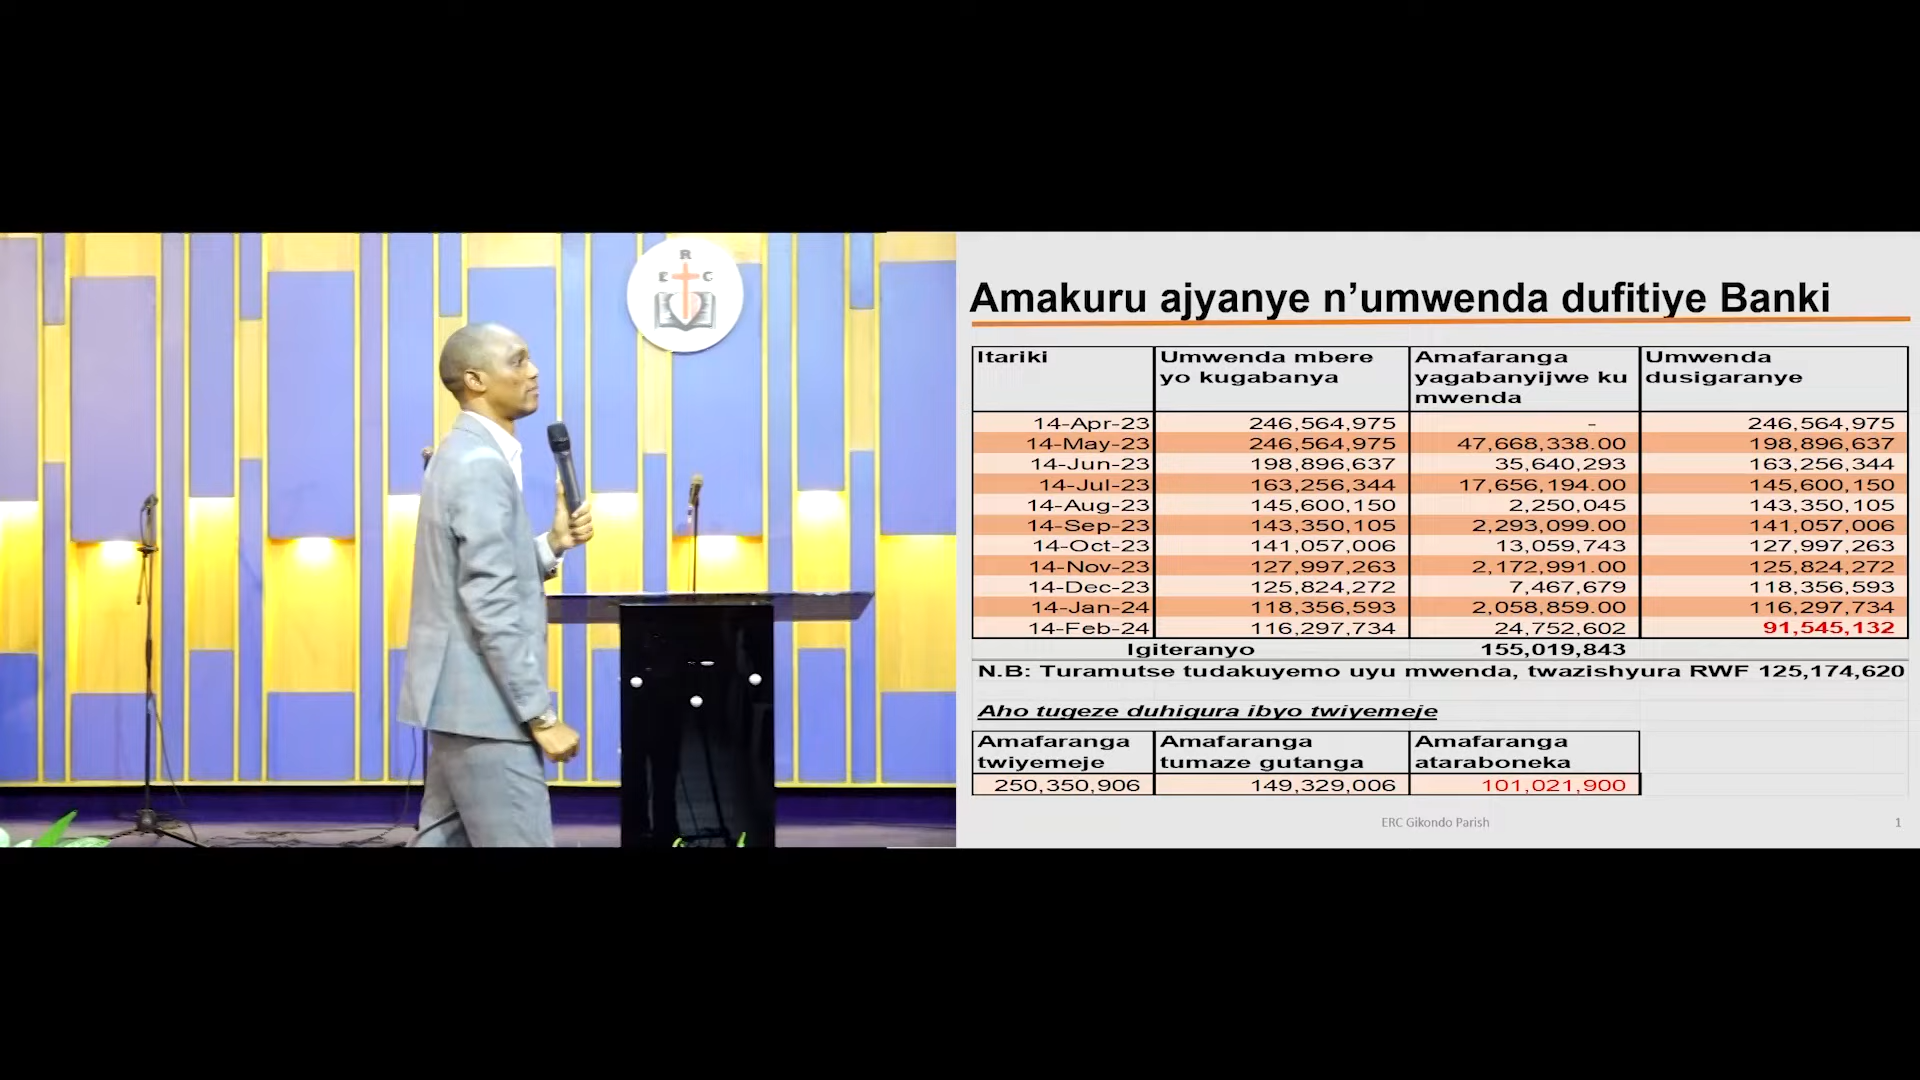 R
E C
Amakuru ajyanye n'umwenda dufitiye Banki
Itariki Umwenda mbere yo kugabanya Amafaranga yagabanyijwe ku mwenda Umwenda dusigaranye
14-Apr-23 246,564,975 - 246,564,975
14-May-23 246,564,975 47,668,338.00 198,896,637
14-Jun-23 198,896,637 35,640,293 163,256,344
14-Jul-23 163,256,344 17,656,194.00 145,600,150
14-Aug-23 145,600,150 2,250,045 143,350,105
14-Sep-23 143,350,105 2,293,099.00 141,057,006
14-Oct-23 141,057,006 13,059,743 127,997,263
14-Nov-23 127,997,263 2,172,991.00 125,824,272
14-Dec-23 125,824,272 7,467,679 118,356,593
14-Jan-24 118,356,593 2,058,859.00 116,297,734
14-Feb-24 116,297,734 24,752,602 91,545,132
Igiteranyo 155,019,843
N.B: Turamutse tudakuyemo uyu mwenda, twazishyura RWF 125,174,620
Aho tugeze duhigura ibyo twiyemeje
Amafaranga twiyemeje Amafaranga tumaze gutanga Amafaranga ataraboneka
250,350,906 149,329,006 101,021,900
ERC Gikondo Parish 1